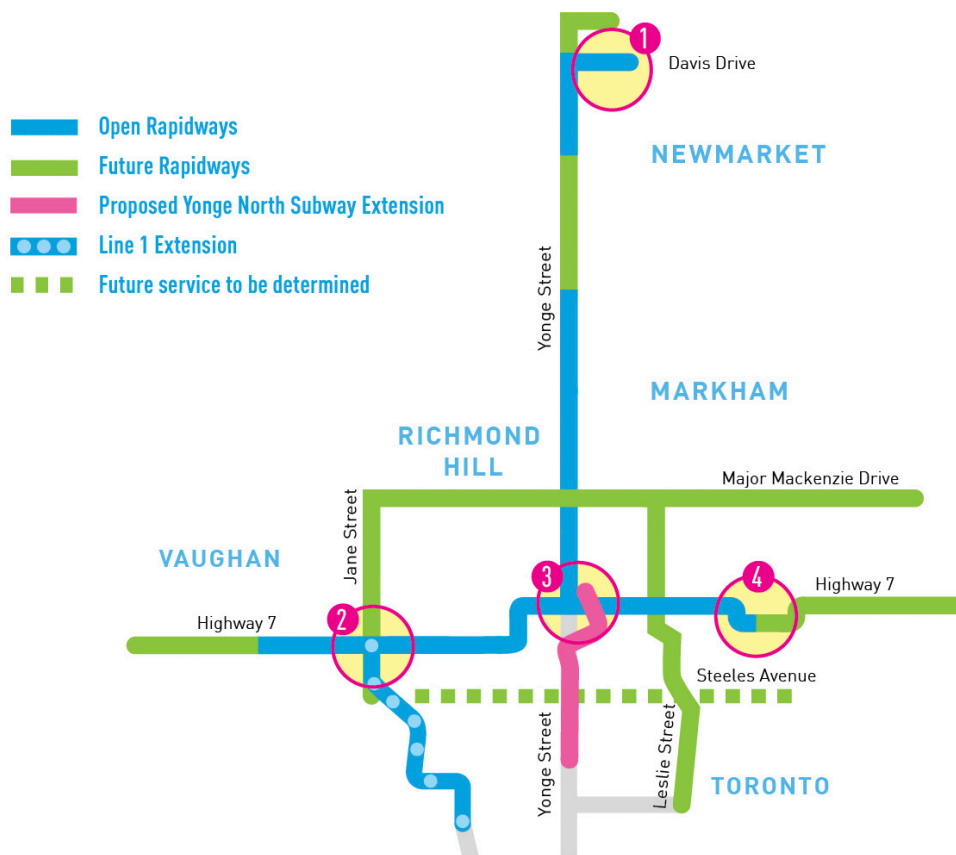 1
Davis Drive
Open Rapidways
Future Rapidways
Proposed Yonge North Subway Extension
Line 1 Extension
Future service to be determined
NEWMARKET
Yonge Street
MARKHAM
RICHMOND
HILL
Major Mackenzie Drive
Jane Street
VAUGHAN
3
4
Highway 7
Highway 7
2
Steeles Avenue
Yonge Street
Leslie Street
TORONTO